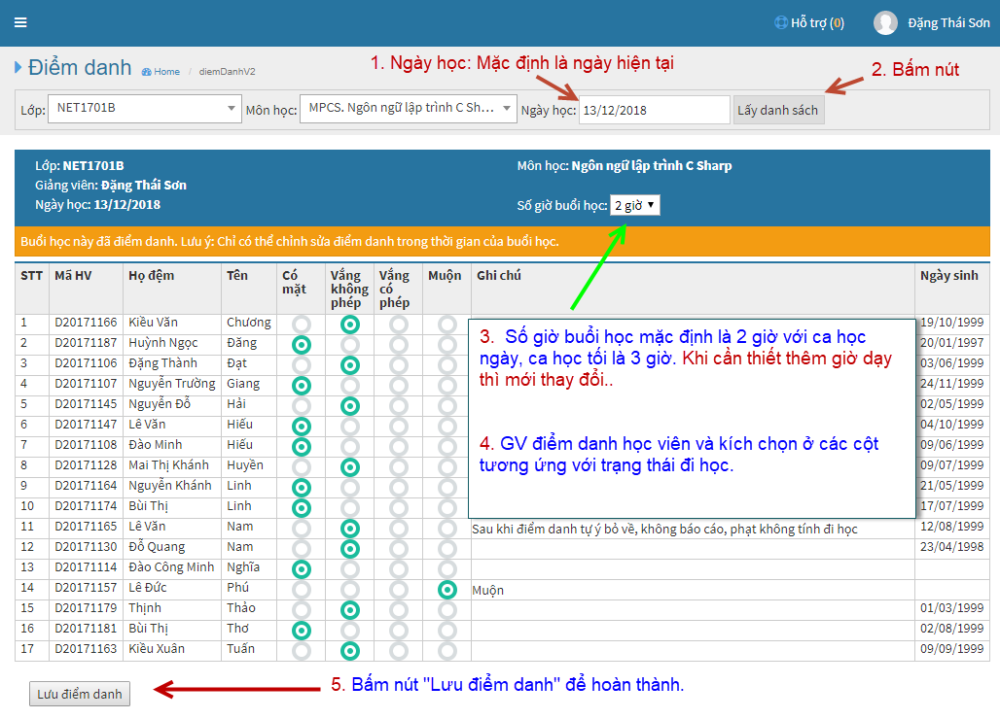 Hỗ trợ (0) Đặng Thái Sơn
Điểm danh Home / diemDanhV2
1. Ngày học: Mặc định là ngày hiện tại
2. Bấm nút
Lớp: NET1701B Môn học: MPCS. Ngôn ngữ lập trình C Sh... Ngày học: 13/12/2018 Lấy danh sách
Lớp: NET1701B Môn học: Ngôn ngữ lập trình C Sharp
Giảng viên: Đặng Thái Sơn
Ngày học: 13/12/2018 Số giờ buổi học: 2 giờ
Buổi học này đã điểm danh. Lưu ý: Chỉ có thể chỉnh sửa điểm danh trong thời gian của buổi học.
STT Mã HV Họ đệm Tên Có mặt Vắng không phép Vắng có phép Muộn Ghi chú Ngày sinh
1 D20171166 Kiều Văn Chương 19/10/1999
2 D20171187 Huỳnh Ngọc Đăng 20/01/1997
3 D20171106 Đặng Thành Đạt 03/06/1999
4 D20171107 Nguyễn Trường Giang 24/11/1999
5 D20171145 Nguyễn Đỗ Hải 02/05/1999
6 D20171147 Lê Văn Hiếu 04/10/1999
7 D20171108 Đào Minh Hiếu 09/06/1999
8 D20171128 Mai Thị Khánh Huyền 09/07/1999
9 D20171164 Nguyễn Khánh Linh 21/05/1999
10 D20171174 Bùi Thị Linh 17/07/1999
11 D20171165 Lê Văn Nam Sau khi điểm danh tự ý bỏ về, không báo cáo, phạt không tính đi học 12/08/1999
12 D20171130 Đỗ Quang Nam 23/04/1998
13 D20171114 Đào Công Minh Nghĩa
14 D20171157 Lê Đức Phú Muộn
15 D20171179 Thịnh Thảo 01/03/1999
16 D20171181 Bùi Thị Thơ 02/08/1999
17 D20171163 Kiều Xuân Tuấn 09/09/1999
3. Số giờ buổi học mặc định là 2 giờ với ca học
ngày, ca học tối là 3 giờ. Khi cần thiết thêm giờ dạy
thì mới thay đổi..
4. GV điểm danh học viên và kích chọn ở các cột
tương ứng với trạng thái đi học.
Lưu điểm danh
5. Bấm nút "Lưu điểm danh" để hoàn thành.